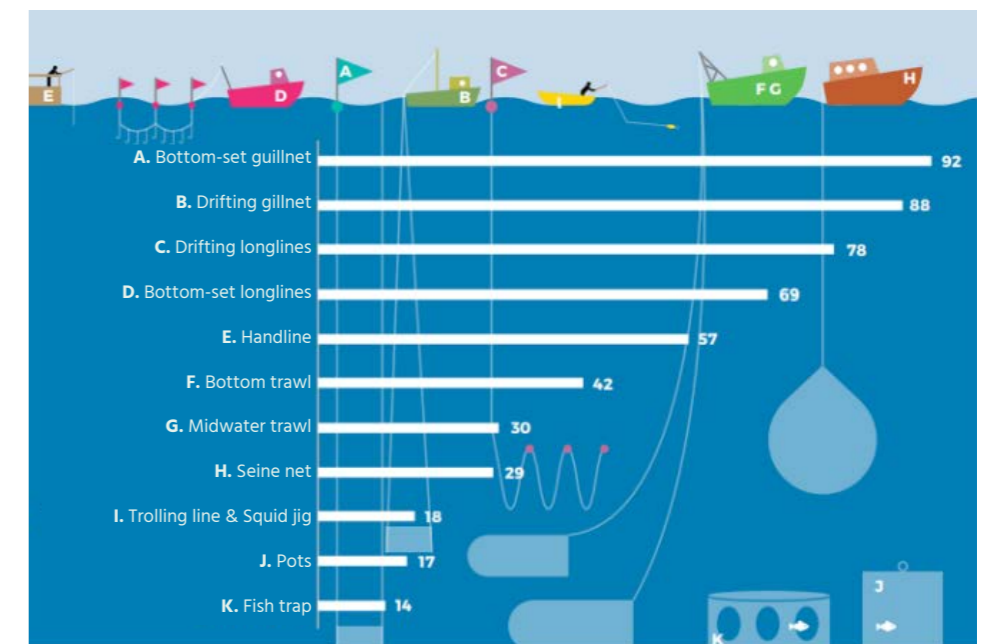 E
D
A
B
C
I
F G
H
A. Bottom-set guillnet 92
B. Drifting gillnet 88
C. Drifting longlines 78
D. Bottom-set longlines 69
E. Handline 57
F. Bottom trawl 42
G. Midwater trawl 30
H. Seine net 29
I. Trolling line & Squid jig 18
J. Pots 17
K. Fish trap 14
J
K